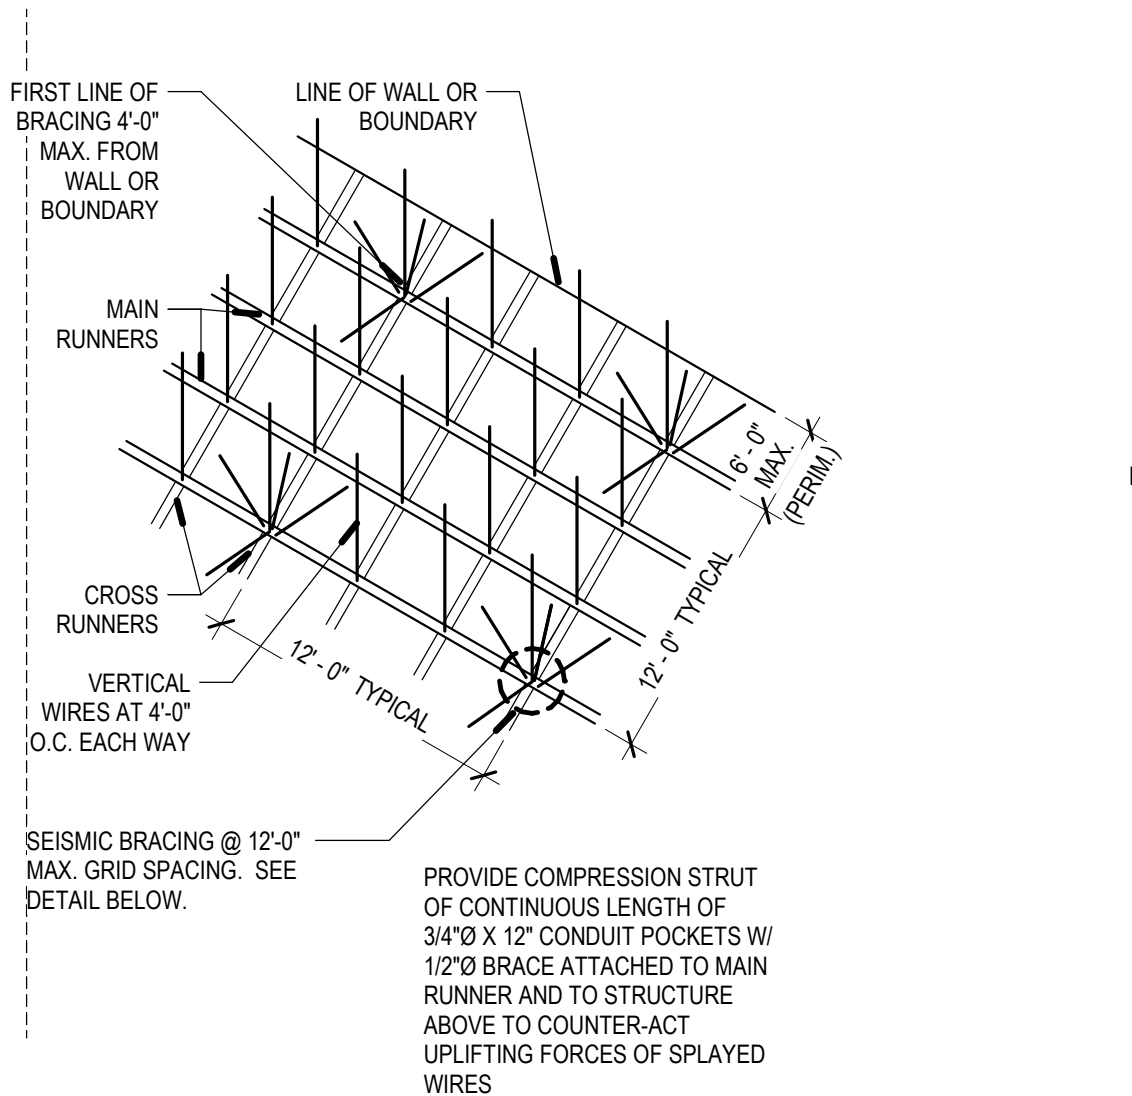 FIRST LINE OF
BRACING 4'-0"
MAX. FROM
WALL OR
BOUNDARY
LINE OF WALL OR
BOUNDARY
MAIN
RUNNERS
6'- 0"
MAX.
(PERIM.)
CROSS
RUNNERS
12'- 0" TYPICAL
12'- 0" TYPICAL
VERTICAL
WIRES AT 4'-0"
O.C. EACH WAY
SEISMIC BRACING @ 12'-0"
MAX. GRID SPACING.  SEE
DETAIL BELOW.
PROVIDE COMPRESSION STRUT
OF CONTINUOUS LENGTH OF
3/4"Ø X 12" CONDUIT POCKETS W/
1/2"Ø BRACE ATTACHED TO MAIN
RUNNER AND TO STRUCTURE
ABOVE TO COUNTER-ACT
UPLIFTING FORCES OF SPLAYED
WIRES